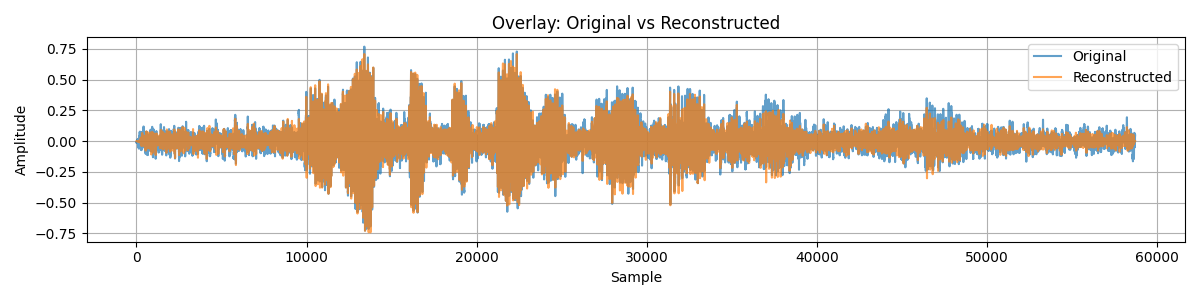 Overlay: Original vs Reconstructed
Original
Reconstructed
Amplitude
0.75
0.50
0.25
0.00
−0.25
−0.50
−0.75
0 10000 20000 30000 40000 50000 60000
Sample